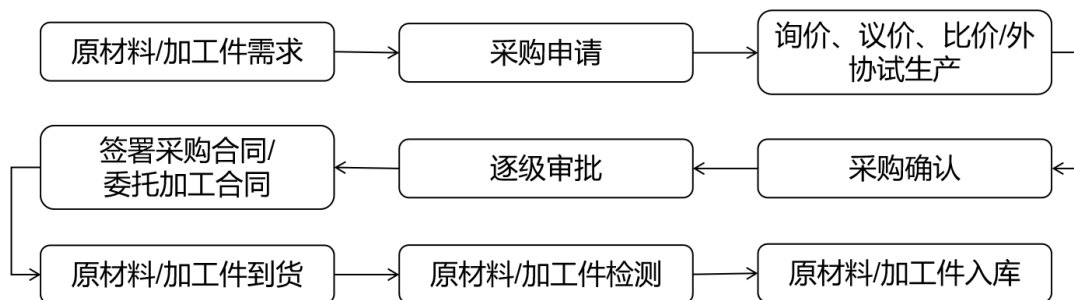 原材料/加工件需求
采购申请
询价、议价、比价/外
协试生产
签署采购合同/
委托加工合同
逐级审批
采购确认
原材料/加工件到货
原材料/加工件检测
原材料/加工件入库